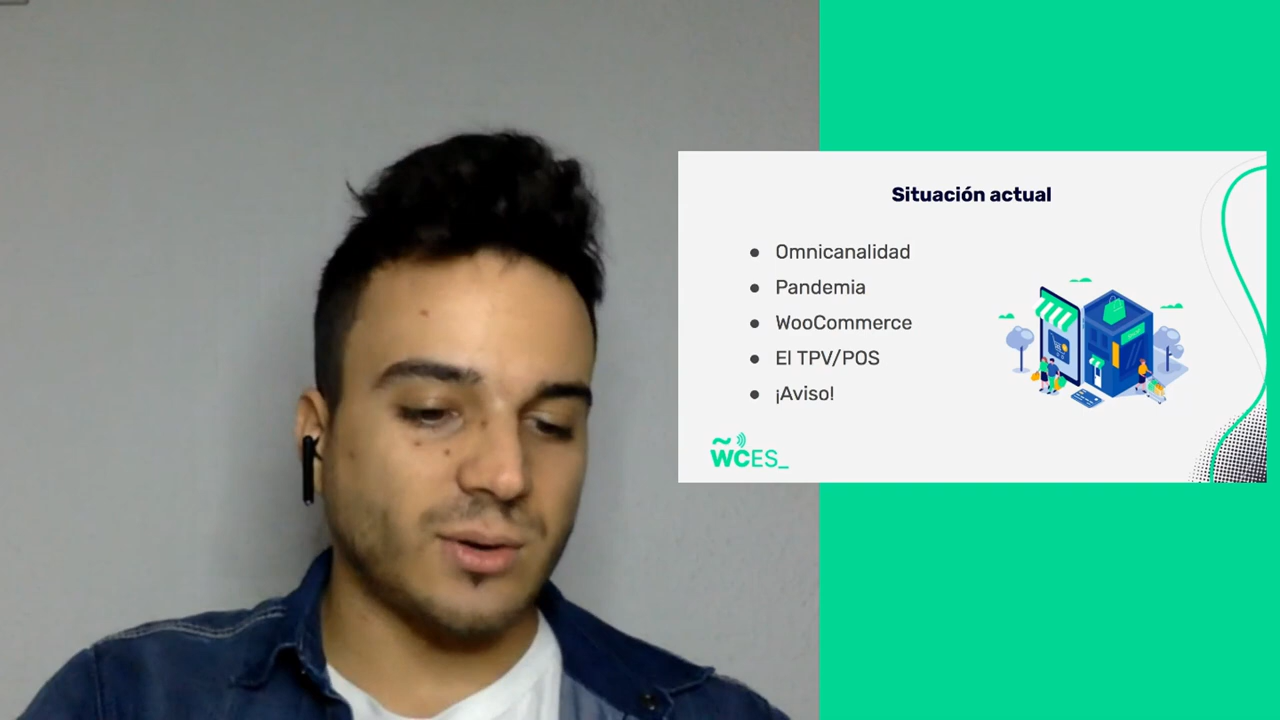 Situación actual
● Omnicanalidad
● Pandemia
● WooCommerce
● El TPV/POS
● ¡Aviso!
WCES_